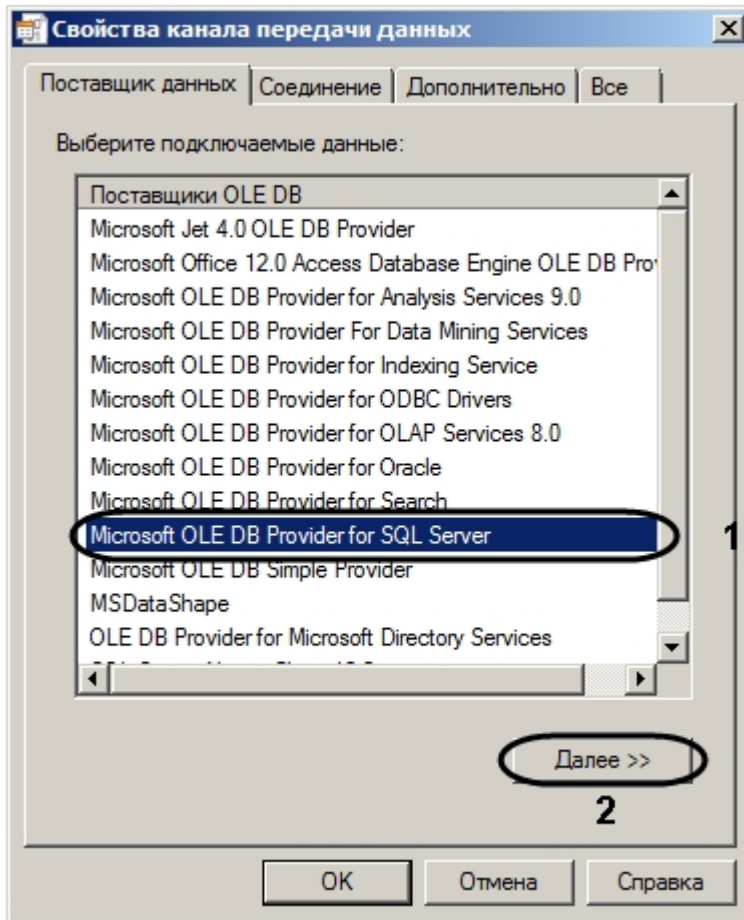 Свойства канала передачи данных
Поставщик данных Соединение Дополнительно Все
Выберите подключаемые данные:
Поставщики OLE DB
Microsoft Jet 4.0 OLE DB Provider
Microsoft Office 12.0 Access Database Engine OLE DB Pro
Microsoft OLE DB Provider for Analysis Services 9.0
Microsoft OLE DB Provider For Data Mining Services
Microsoft OLE DB Provider for Indexing Service
Microsoft OLE DB Provider for ODBC Drivers
Microsoft OLE DB Provider for OLAP Services 8.0
Microsoft OLE DB Provider for Oracle
Microsoft OLE DB Provider for Search
Microsoft OLE DB Provider for SQL Server 1
Microsoft OLE DB Simple Provider
MSDataShape
OLE DB Provider for Microsoft Directory Services
Далее >>
2
OK Отмена Справка